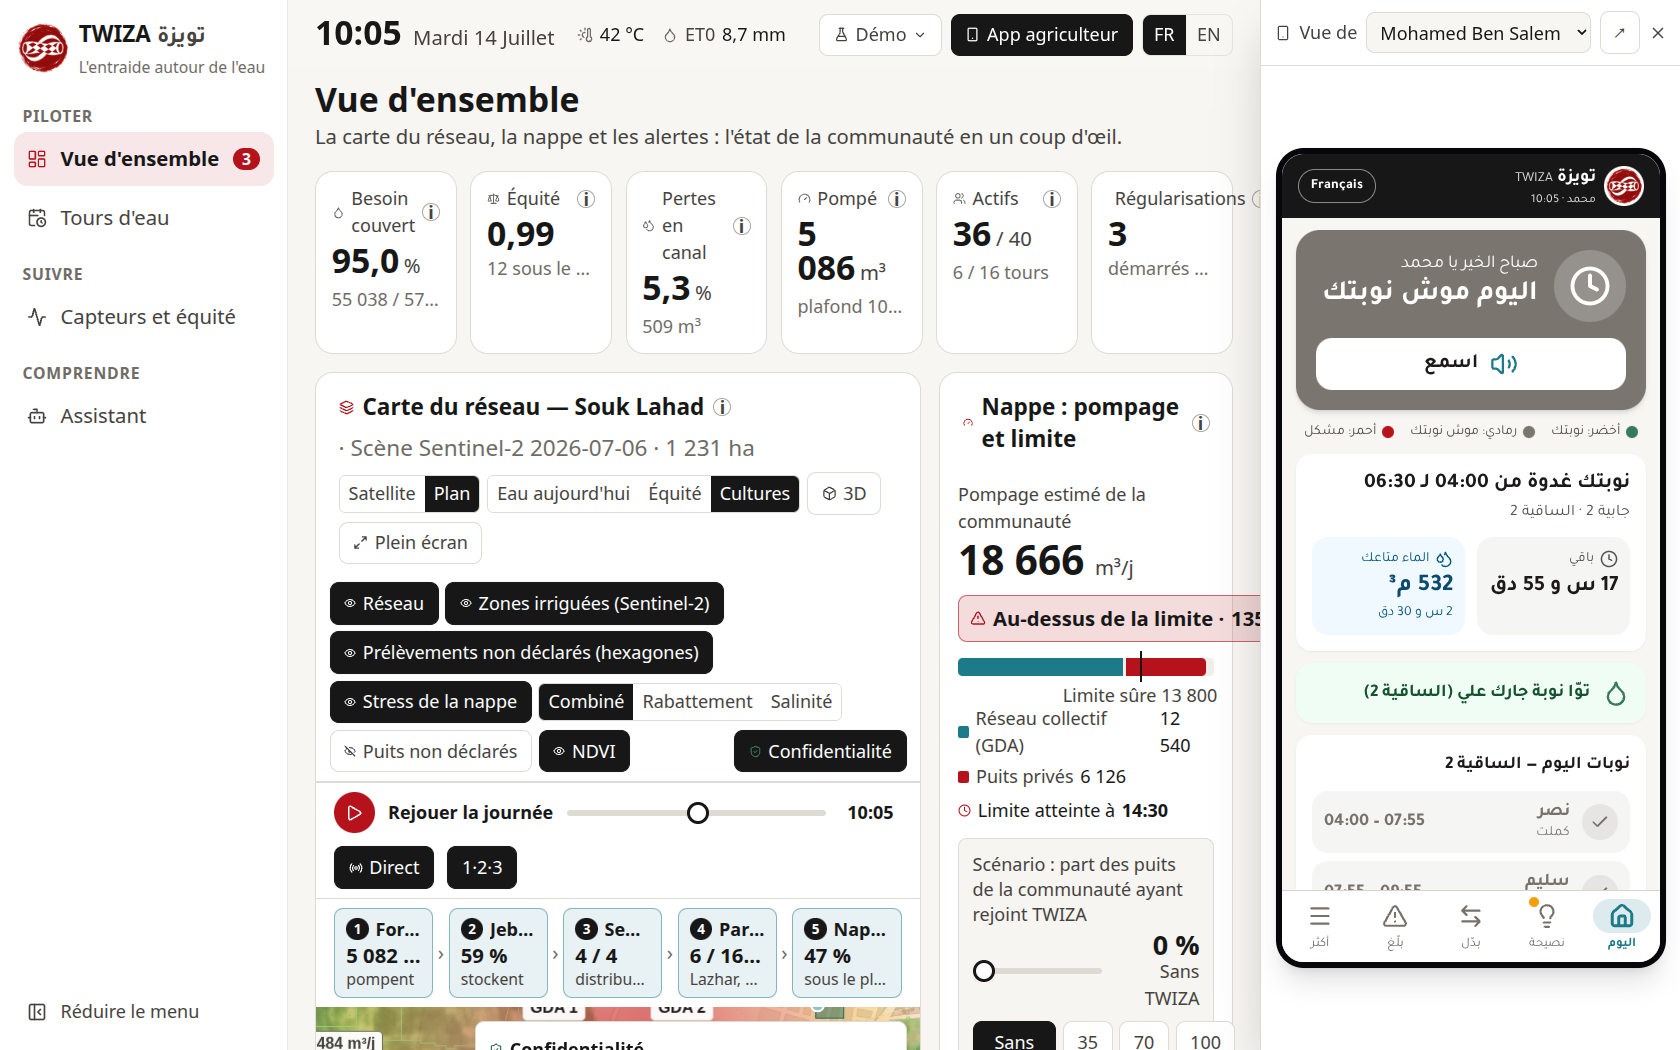 TWIZA تويزة
L'entraide autour de l'eau
PILOTER
Vue d'ensemble 3
Tours d'eau
SUIVRE
Capteurs et équité
COMPRENDRE
Assistant
Réduire le menu
10:05 Mardi 14 Juillet 42 °C ET0 8,7 mm Démo App agriculteur FR EN
Vue d'ensemble
La carte du réseau, la nappe et les alertes : l'état de la communauté en un coup d'œil.
Besoin couvert
95,0 %
55 038 / 57...
Équité
0,99
12 sous le ...
Pertes en canal
5,3 %
509 m³
Pompé
5 086 m³
plafond 10...
Actifs
36 / 40
6 / 16 tours
Régularisations
3
démarrés ...
Carte du réseau — Souk Lahad
· Scène Sentinel-2 2026-07-06 · 1 231 ha
Satellite Plan Eau aujourd'hui Équité Cultures 3D
Plein écran
Réseau Zones irriguées (Sentinel-2)
Prélèvements non déclarés (hexagones)
Stress de la nappe Combiné Rabattement Salinité
Puits non déclarés NDVI Confidentialité
Rejouer la journée 10:05
Direct 1·2·3
1 For...
5 082 ...
pompent
2 Jeb...
59 %
stockent
3 Se...
4 / 4
distribu...
4 Par...
6 / 16...
Lazhar, ...
5 Nap...
47 %
sous le pl...
GDA 1 GDA 2
484 m³/j
Confidentialité
Nappe : pompage
et limite
Pompage estimé de la
communauté
18 666 m³/j
Au-dessus de la limite · 135
Limite sûre 13 800
Réseau collectif (GDA) 12 540
Puits privés 6 126
Limite atteinte à 14:30
Scénario : part des puits
de la communauté ayant
rejoint TWIZA
0 %
Sans
TWIZA
Sans 35 70 100
Vue de Mohamed Ben Salem
Français
تويزة TWIZA
محمد · 10:05
صباح الخير يا محمد
اليوم موش نوبتك
اسمع
أخضر: نوبتك رمادي: موش نوبتك أحمر: مشكل
نوبتك غدوة من 04:00 لـ 06:30
جابية 2 · الساقية 2
باقي
17 س و 55 دق
الماء متاعك
532 م³
2 س و 30 دق
توّا نوبة جارك علي (الساقية 2)
نوبات اليوم – الساقية 2
نصر
كملت
04:00 - 07:55
سليم
07:55 - 09:55
اليوم نصيحة بدّل بلّغ أكثر